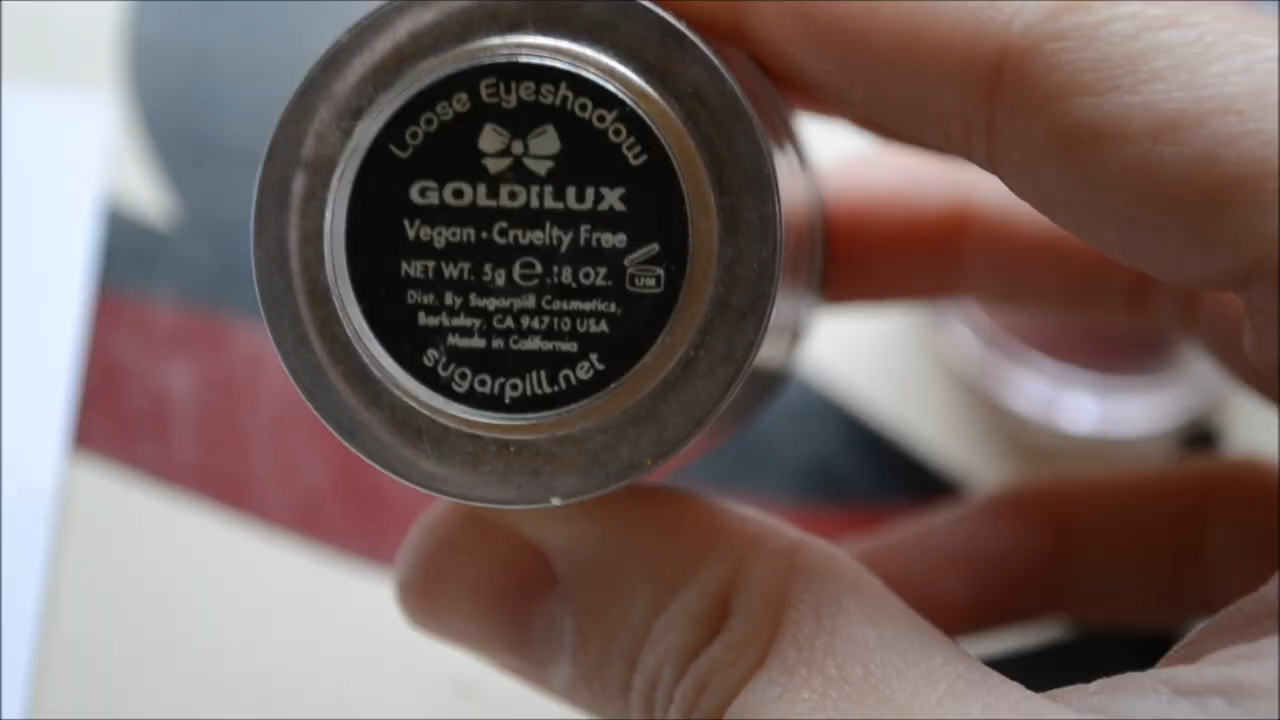 Loose Eyeshadow
GOLDILUX
Vegan · Cruelty Free
NET WT. 5g ℮ .18 OZ.
Dist. By Sugarpill Cosmetics,
Berkeley, CA 94710 USA
Made in California
sugarpill.net